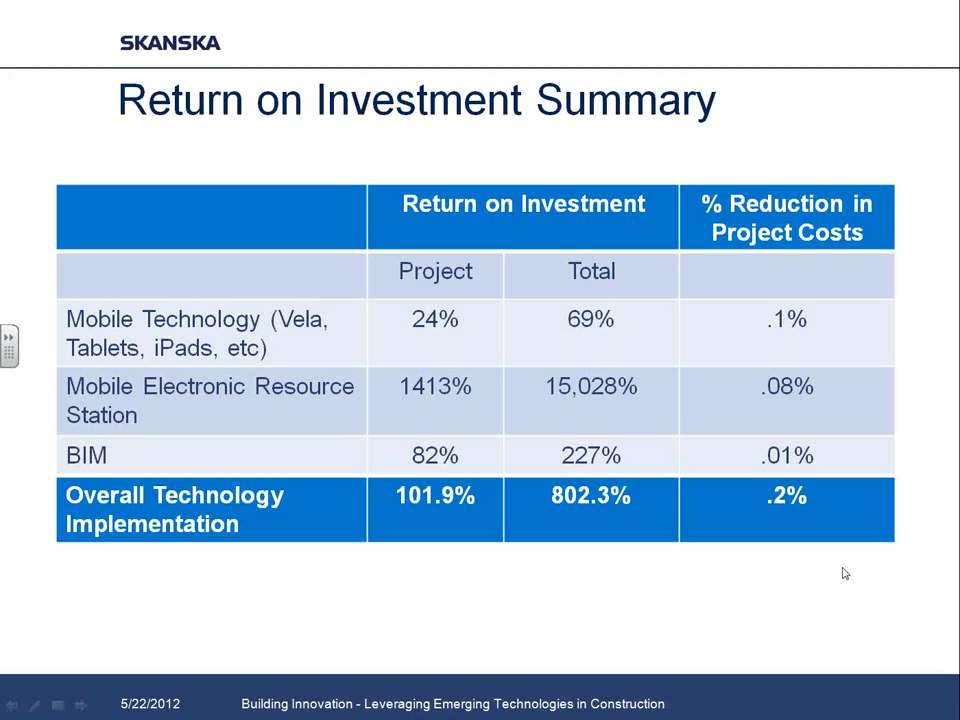 SKANSKA
Return on Investment Summary
Return on Investment
% Reduction in
Project Costs
Project
Total
Mobile Technology (Vela,
Tablets, iPads, etc)
24%
69%
.1%
Mobile Electronic Resource
Station
1413%
15,028%
.08%
BIM
82%
227%
.01%
Overall Technology
Implementation
101.9%
802.3%
.2%
5/22/2012
Building Innovation - Leveraging Emerging Technologies in Construction